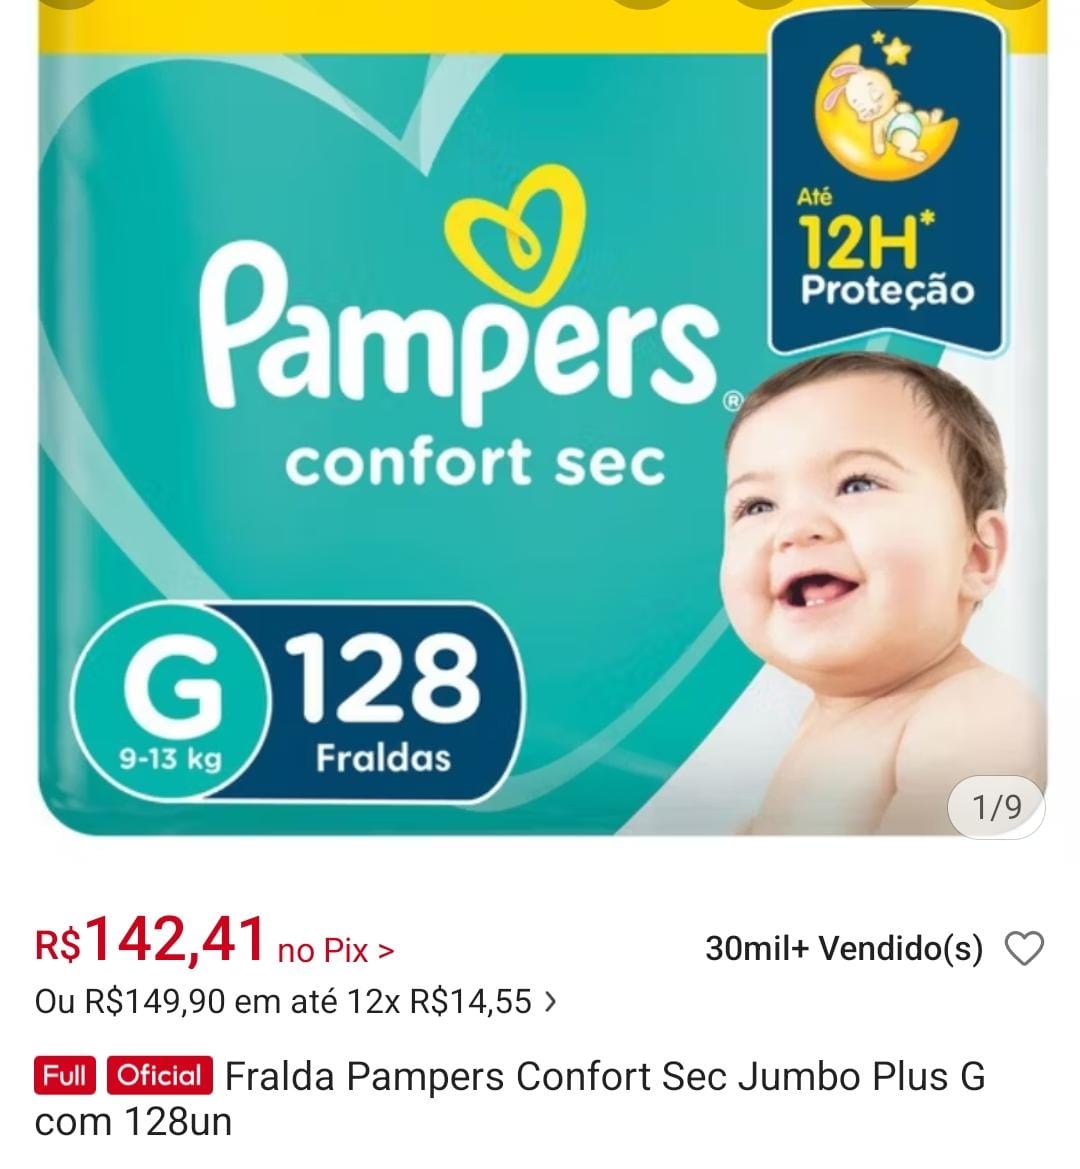 Até
12H*
Proteção
Pampers®
confort sec
G
9-13 kg
128
Fraldas
1/9
R$142,41 no Pix >
30mil+ Vendido(s)
Ou R$149,90 em até 12x R$14,55 >
Full Oficial Fralda Pampers Confort Sec Jumbo Plus G
com 128un